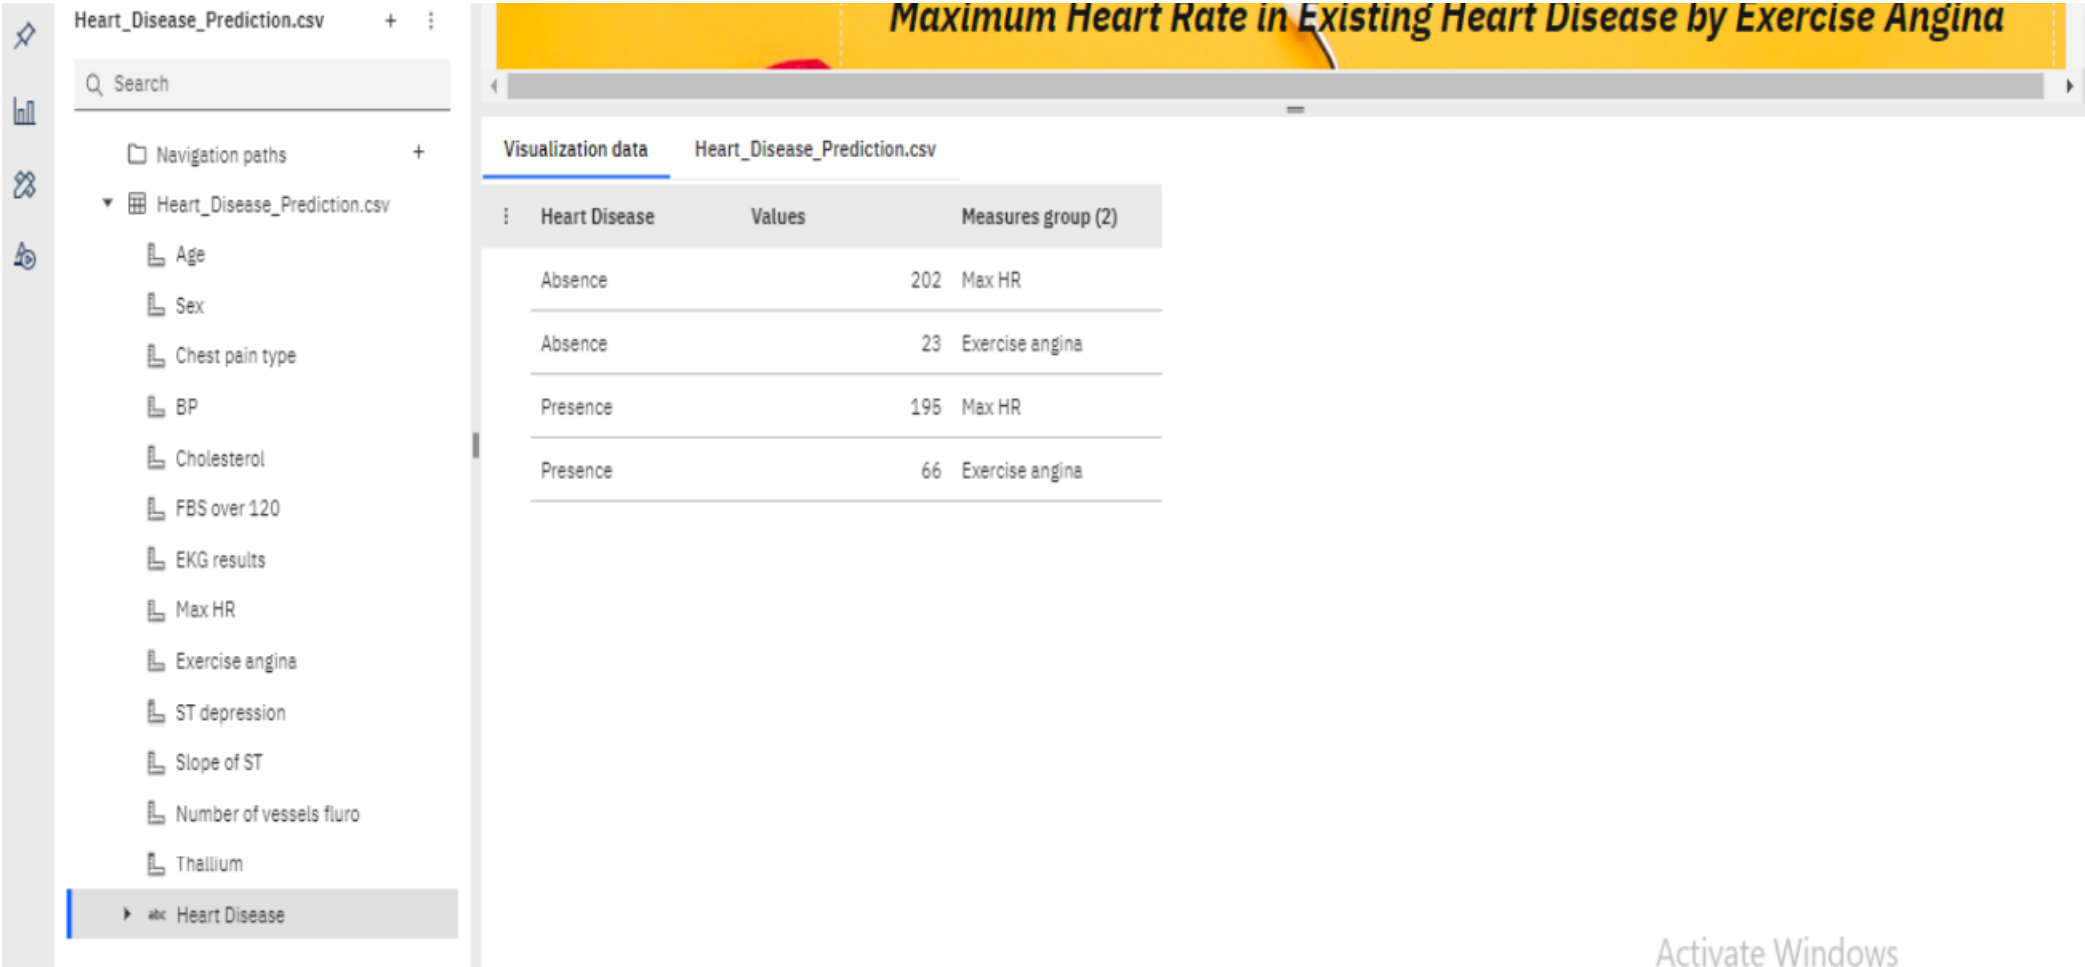 Heart_Disease_Prediction.csv
Search
Navigation paths
Heart_Disease_Prediction.csv
Age
Sex
Chest pain type
BP
Cholesterol
FBS over 120
EKG results
Max HR
Exercise angina
ST depression
Slope of ST
Number of vessels fluro
Thallium
abc Heart Disease
Maximum Heart Rate in Existing Heart Disease by Exercise Angina
Visualization data Heart_Disease_Prediction.csv
Heart Disease Values Measures group (2)
Absence 202 Max HR
Absence 23 Exercise angina
Presence 195 Max HR
Presence 66 Exercise angina
Activate Windows